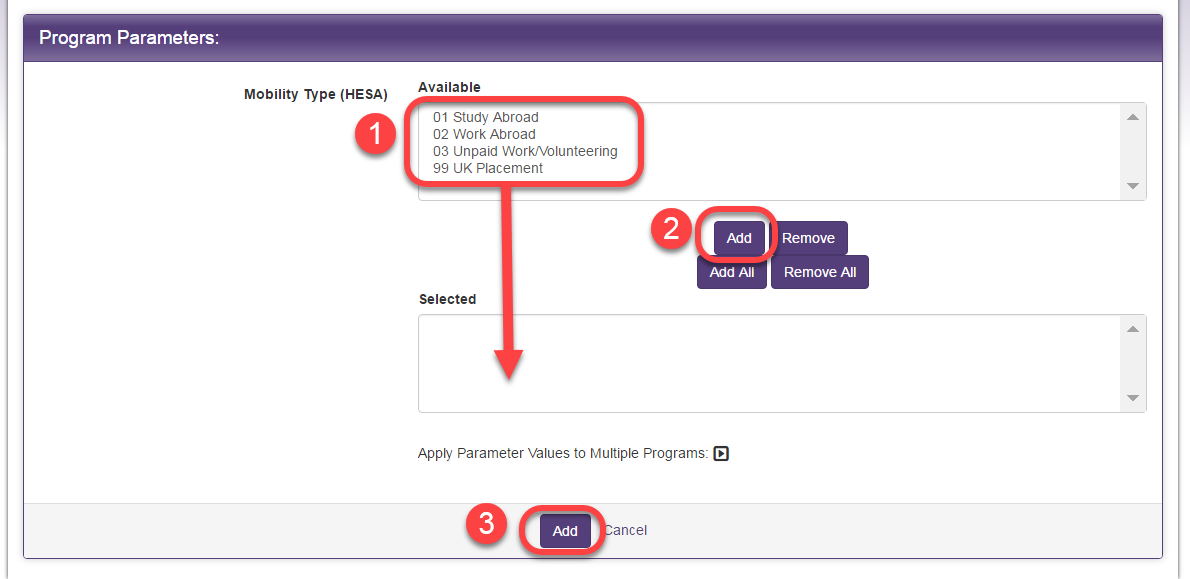 Program Parameters:
Mobility Type (HESA)
Available
1
01 Study Abroad
02 Work Abroad
03 Unpaid Work/Volunteering
99 UK Placement
2
Add Remove
Add All Remove All
Selected
Apply Parameter Values to Multiple Programs:
3
Add Cancel